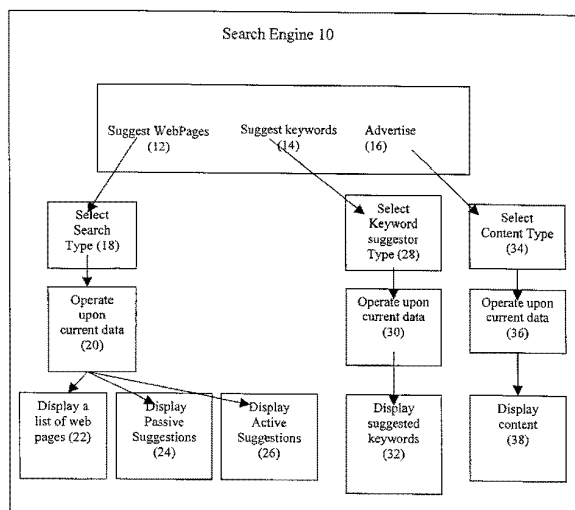 Search Engine 10
Suggest WebPages
(12)
Suggest keywords
(14)
Advertise
(16)
Select
Search
Type (18)
Select
Keyword
suggestor
Type (28)
Select
Content Type
(34)
Operate
upon
current data
(20)
Operate upon
current data
(30)
Operate upon
current data
(36)
Display a
list of web
pages (22)
Display
Passive
Suggestions
(24)
Display
Active
Suggestions
(26)
Display
suggested
keywords
(32)
Display
content
(38)